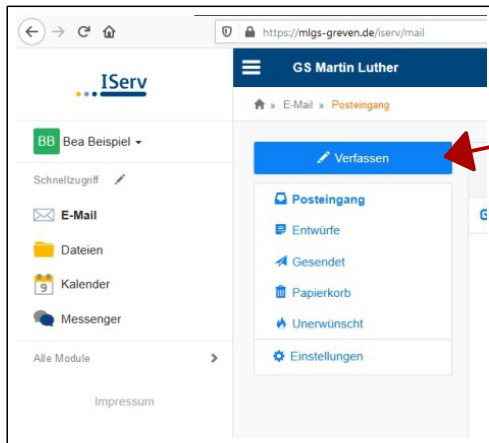 https://mlgs-greven.de/iserv/mail
IServ
GS Martin Luther
E-Mail » Posteingang
BB Bea Beispiel
Schnellzugriff
E-Mail
Dateien
9 Kalender
Messenger
Alle Module
Impressum
Verfassen
Posteingang
Entwürfe
Gesendet
Papierkorb
Unerwünscht
Einstellungen